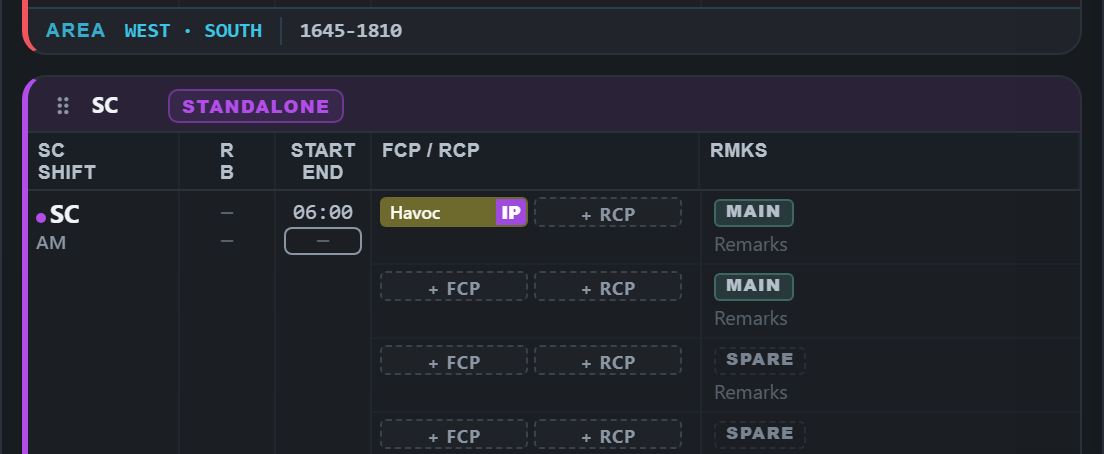 AREA WEST • SOUTH 1645-1810
SC STANDALONE
SC SHIFT R B START END FCP / RCP RMKS
SC — 06:00 Havoc IP + RCP MAIN
AM — — Remarks
+ FCP + RCP MAIN
Remarks
+ FCP + RCP SPARE
Remarks
+ FCP + RCP SPARE